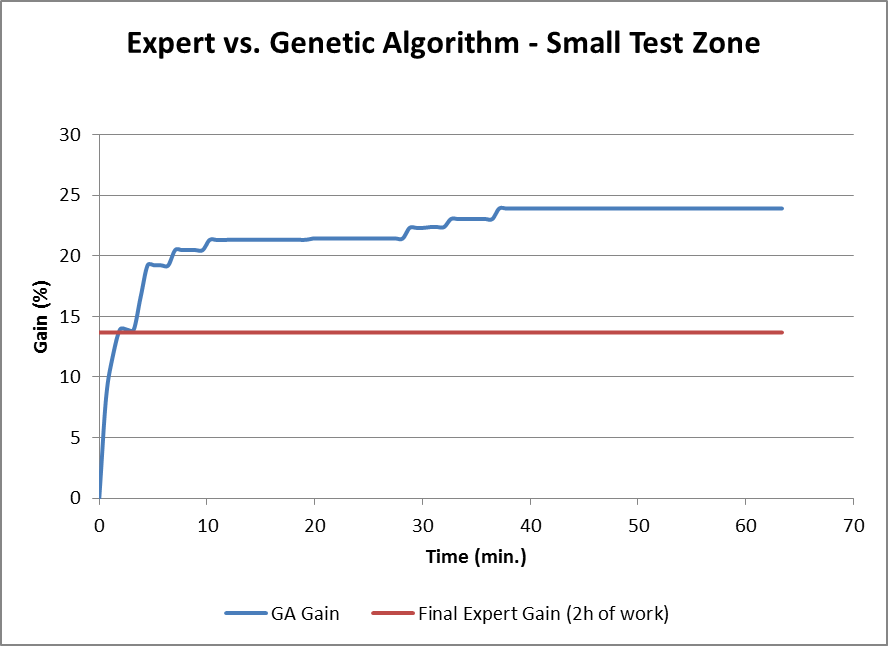 Expert vs. Genetic Algorithm - Small Test Zone
30
25
20
15
10
5
0
Gain (%)
0 10 20 30 40 50 60 70
Time (min.)
GA Gain Final Expert Gain (2h of work)